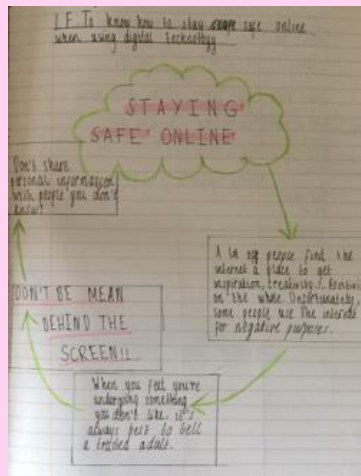 L.F To know how to stay safe online
when using digital technology.
STAYING
SAFE ONLINE
A lot of people find the
internet a place to get
inspiration, creativity,
on the whole. Unfortunately,
some people use the internet
for negative purposes.
When you feel you're
undergoing something
you don't like, it's
always best to tell
a trusted adult.
DON'T BE MEAN
BEHIND THE
SCREEN!!
Don't share
personal information
with people you don't
know!